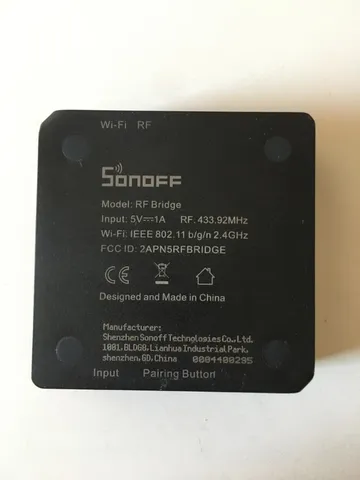 Wi-Fi RF
SONOFF
Model: RF Bridge
Input: 5V⎓1A RF. 433.92MHz
Wi-Fi: IEEE 802.11 b/g/n 2.4GHz
FCC ID: 2APN5RFBRIDGE
CE
Designed and Made in China
Manufacturer:
Shenzhen Sonoff Technologies Co., Ltd.
1001, BLDG8, Lianhua Industrial Park,
shenzhen, GD, China 0004408295
Input Pairing Button